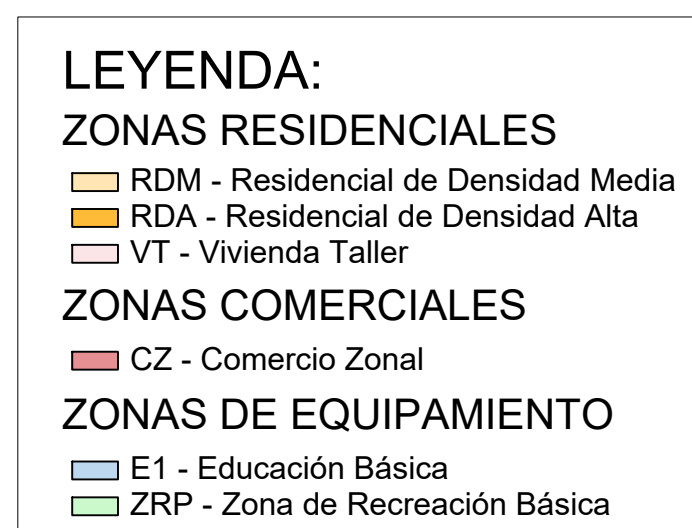 LEYENDA:
ZONAS RESIDENCIALES
RDM - Residencial de Densidad Media
RDA - Residencial de Densidad Alta
VT - Vivienda Taller
ZONAS COMERCIALES
CZ - Comercio Zonal
ZONAS DE EQUIPAMIENTO
E1 - Educación Básica
ZRP - Zona de Recreación Básica